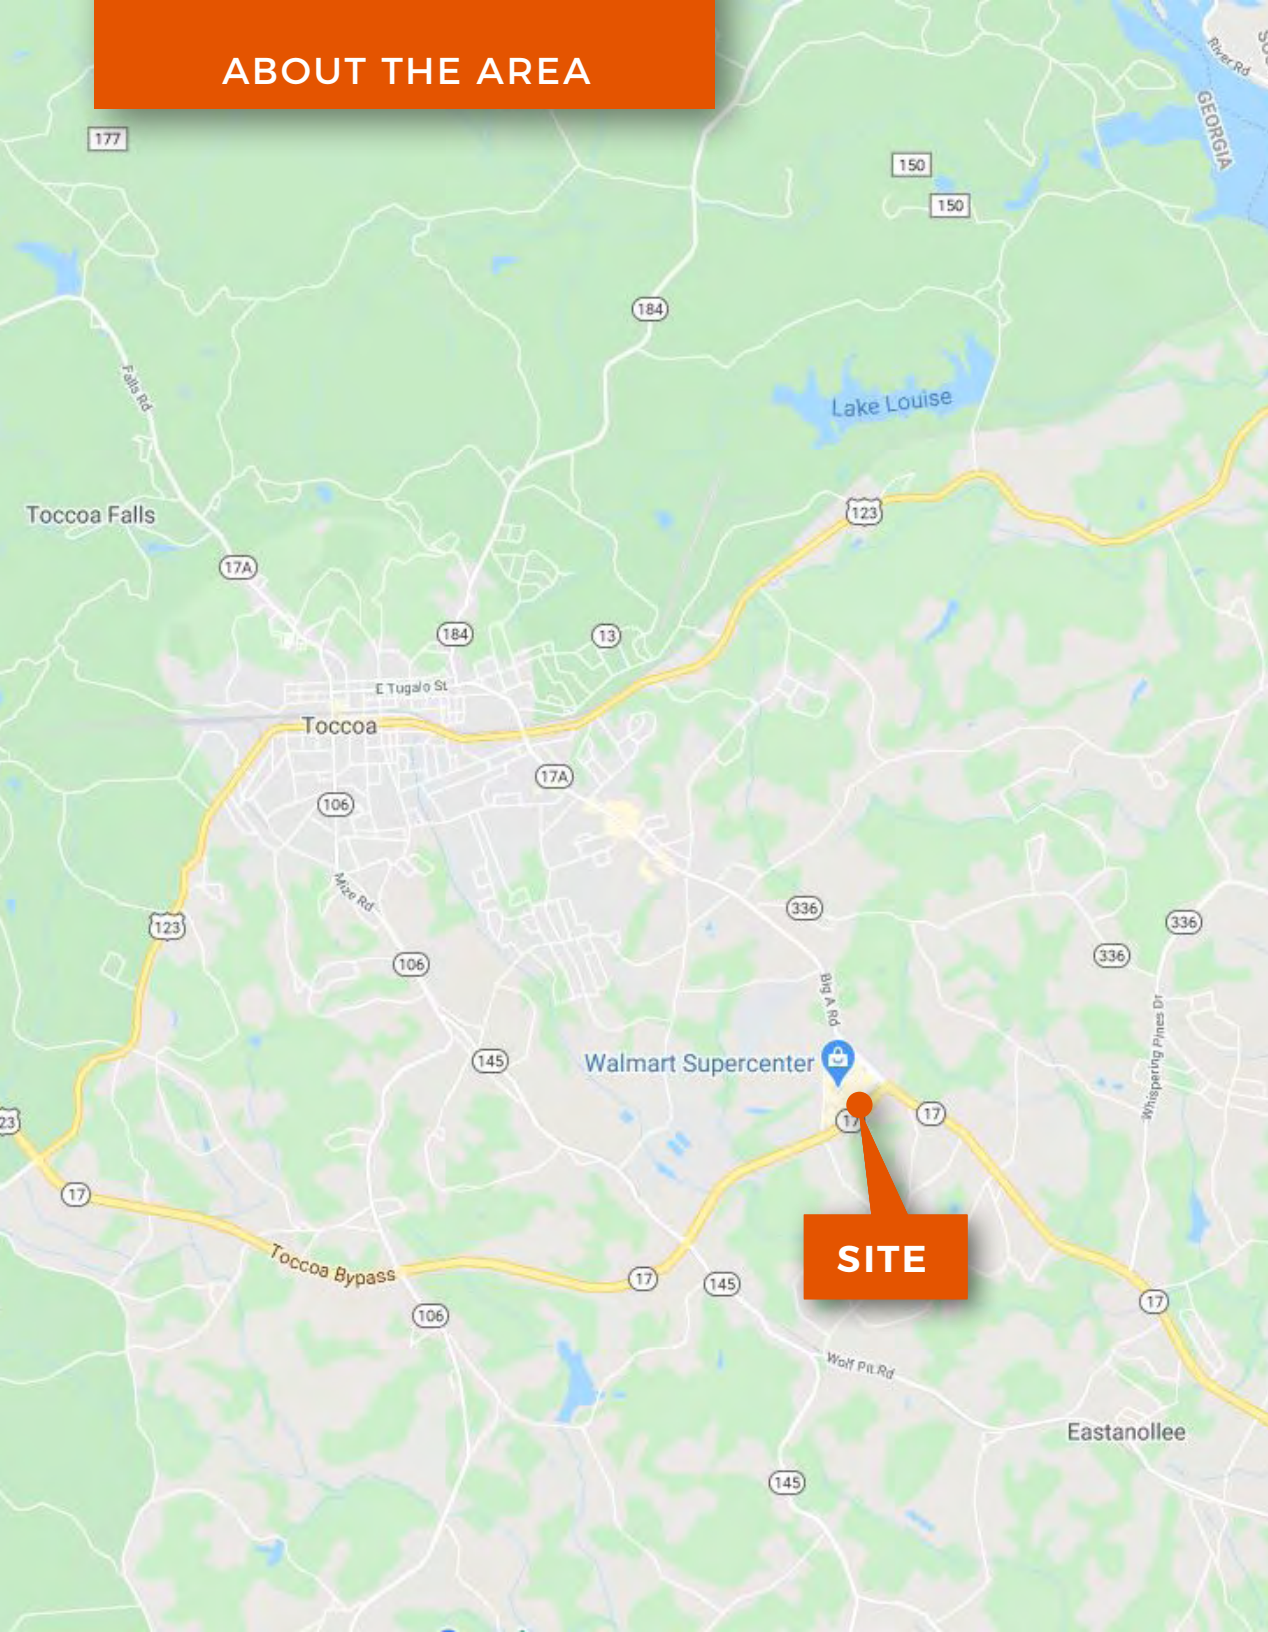 ABOUT THE AREA
River Rd
GEORGIA
177
150
150
184
Falls Rd
Lake Louise
Toccoa Falls
123
17A
184
13
E Tugalo St
Toccoa
17A
106
Mize Rd
336
123
336
106
336
Big A Rd
Whispering Pines Dr
145
Walmart Supercenter
17
17
23
17
SITE
Toccoa Bypass
17
145
17
106
Wolf Pit Rd
Eastanollee
145